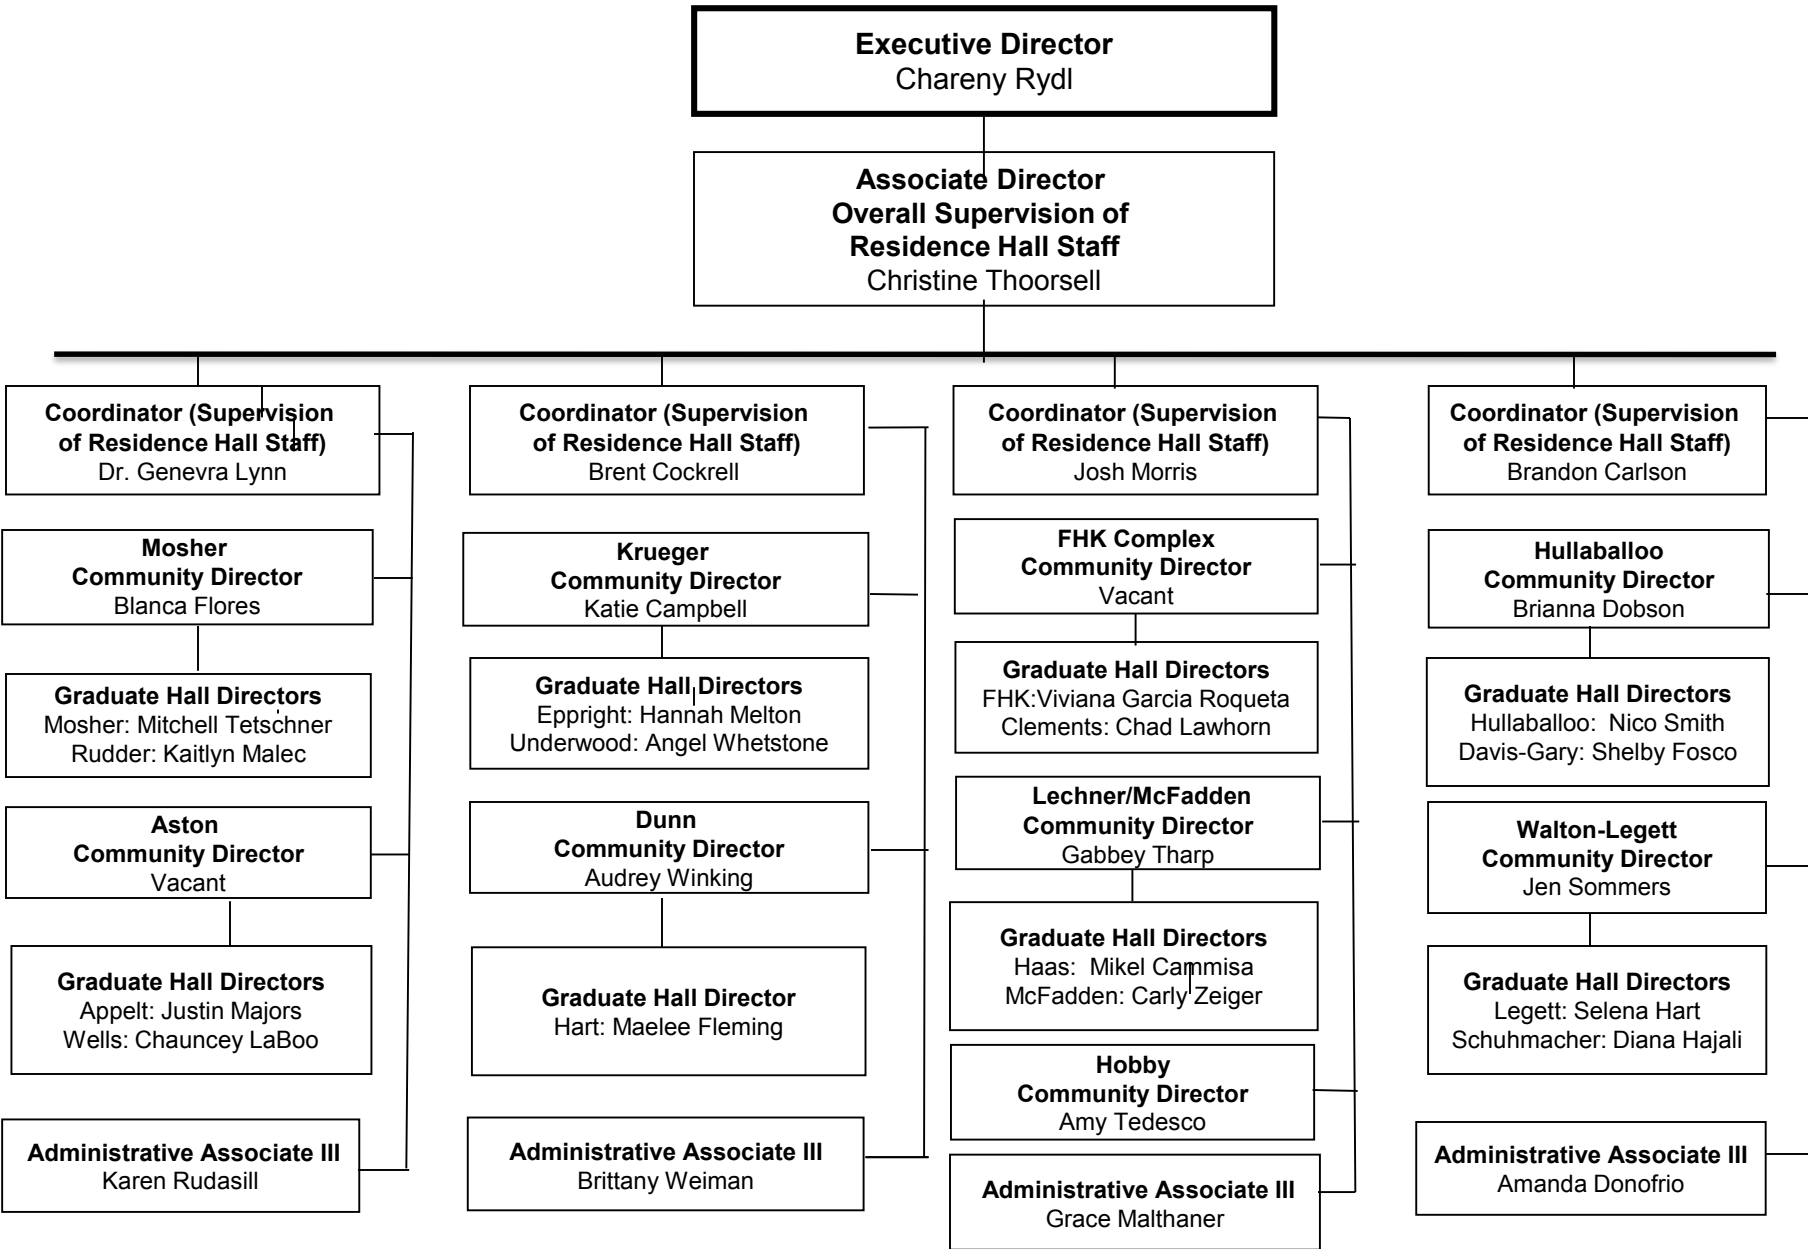 Executive Director
Chareny Rydl
Associate Director
Overall Supervision of
Residence Hall Staff
Christine Thoorsell
Coordinator (Supervision
of Residence Hall Staff)
Dr. Genevra Lynn
Mosher
Community Director
Blanca Flores
Graduate Hall Directors
Mosher: Mitchell Tetschner
Rudder: Kaitlyn Malec
Aston
Community Director
Vacant
Graduate Hall Directors
Appelt: Justin Majors
Wells: Chauncey LaBoo
Administrative Associate III
Karen Rudasill
Coordinator (Supervision
of Residence Hall Staff)
Brent Cockrell
Krueger
Community Director
Katie Campbell
Graduate Hall Directors
Eppright: Hannah Melton
Underwood: Angel Whetstone
Dunn
Community Director
Audrey Winking
Graduate Hall Director
Hart: Maelee Fleming
Administrative Associate III
Brittany Weiman
Coordinator (Supervision
of Residence Hall Staff)
Josh Morris
FHK Complex
Community Director
Vacant
Graduate Hall Directors
FHK:Viviana Garcia Roqueta
Clements: Chad Lawhorn
Lechner/McFadden
Community Director
Gabbey Tharp
Graduate Hall Directors
Haas:  Mikel Cammisa
McFadden: Carly Zeiger
Hobby
Community Director
Amy Tedesco
Administrative Associate III
Grace Malthaner
Coordinator (Supervision
of Residence Hall Staff)
Brandon Carlson
Hullaballoo
Community Director
Brianna Dobson
Graduate Hall Directors
Hullaballoo:  Nico Smith
Davis-Gary: Shelby Fosco
Walton-Legett
Community Director
Jen Sommers
Graduate Hall Directors
Legett: Selena Hart
Schuhmacher: Diana Hajali
Administrative Associate III
Amanda Donofrio